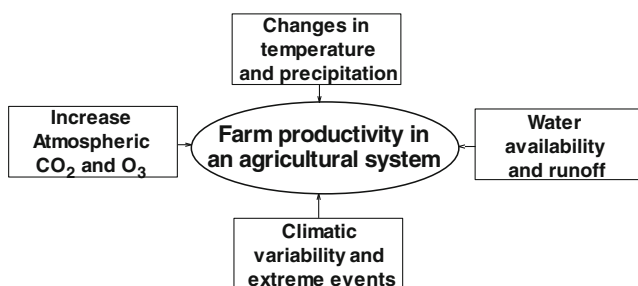 Changes in
temperature
and precipitation
Increase
Atmospheric
CO₂ and O₃
Farm productivity in
an agricultural system
Water
availability
and runoff
Climatic
variability and
extreme events